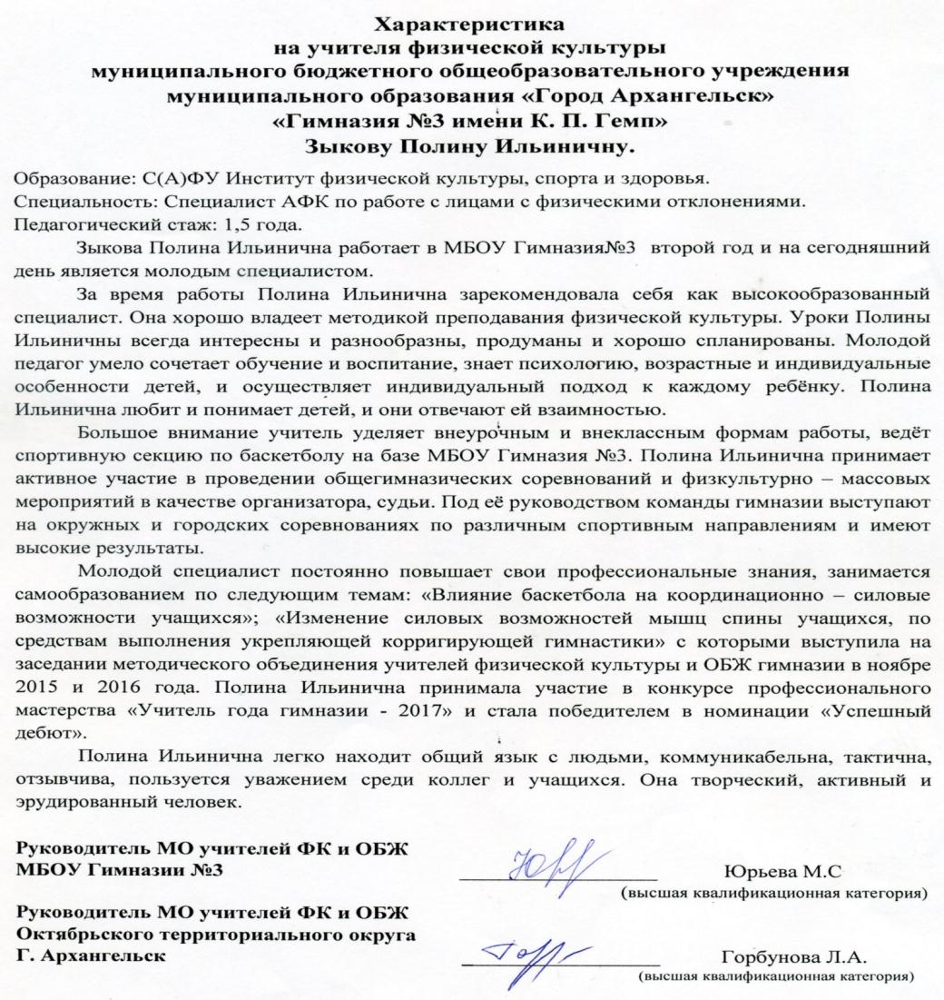 Характеристика
на учителя физической культуры
муниципального бюджетного общеобразовательного учреждения
муниципального образования «Город Архангельск»
«Гимназия №3 имени К. П. Гемп»
Зыкову Полину Ильиничну.
Образование: С(А)ФУ Институт физической культуры, спорта и здоровья.
Специальность: Специалист АФК по работе с лицами с физическими отклонениями.
Педагогический стаж: 1,5 года.
Зыкова Полина Ильинична работает в МБОУ Гимназия№3 второй год и на сегодняшний
день является молодым специалистом.
За время работы Полина Ильинична зарекомендовала себя как высокообразованный
специалист. Она хорошо владеет методикой преподавания физической культуры. Уроки Полины
Ильиничны всегда интересны и разнообразны, продуманы и хорошо спланированы. Молодой
педагог умело сочетает обучение и воспитание, знает психологию, возрастные и индивидуальные
особенности детей, и осуществляет индивидуальный подход к каждому ребёнку. Полина
Ильинична любит и понимает детей, и они отвечают ей взаимностью.
Большое внимание учитель уделяет внеурочным и внеклассным формам работы, ведёт
спортивную секцию по баскетболу на базе МБОУ Гимназия №3. Полина Ильинична принимает
активное участие в проведении общегимназических соревнований и физкультурно – массовых
мероприятий в качестве организатора, судьи. Под её руководством команды гимназии выступают
на окружных и городских соревнованиях по различным спортивным направлениям и имеют
высокие результаты.
Молодой специалист постоянно повышает свои профессиональные знания, занимается
самообразованием по следующим темам: «Влияние баскетбола на координационно – силовые
возможности учащихся»; «Изменение силовых возможностей мышц спины учащихся, по
средствам выполнения укрепляющей корригирующей гимнастики» с которыми выступила на
заседании методического объединения учителей физической культуры и ОБЖ гимназии в ноябре
2015 и 2016 года. Полина Ильинична принимала участие в конкурсе профессионального
мастерства «Учитель года гимназии - 2017» и стала победителем в номинации «Успешный
дебют».
Полина Ильинична легко находит общий язык с людьми, коммуникабельна, тактична,
отзывчива, пользуется уважением среди коллег и учащихся. Она творческий, активный и
эрудированный человек.
Руководитель МО учителей ФК и ОБЖ
МБОУ Гимназии №3 Юрьева М.С
(высшая квалификационная категория)
Руководитель МО учителей ФК и ОБЖ
Октябрьского территориального округа
Г. Архангельск Горбунова Л.А.
(высшая квалификационная категория)